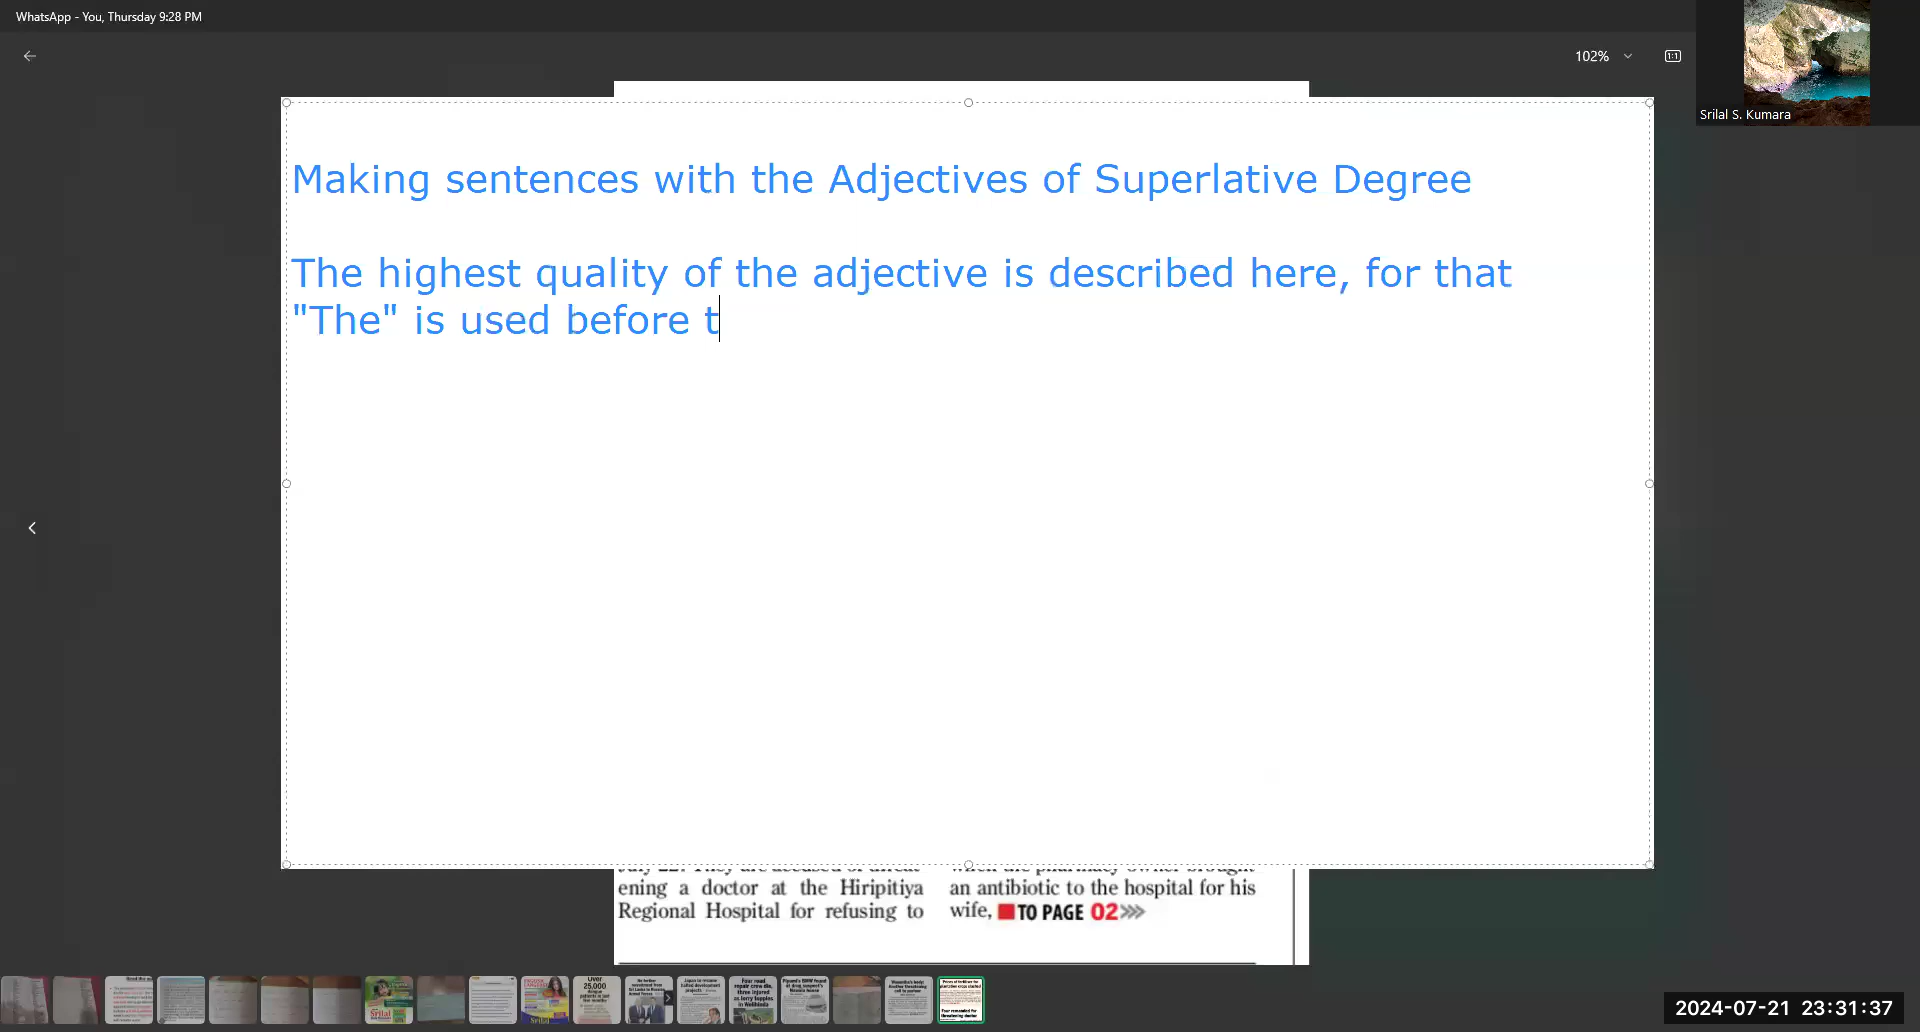 WhatsApp - You, Thursday 9:28 PM
102%
Srilal S. Kumara
Making sentences with the Adjectives of Superlative Degree
The highest quality of the adjective is described here, for that
"The" is used before t
ening a doctor at the Hiripitiya
Regional Hospital for refusing to
an antibiotic to the hospital for his
wife, TO PAGE 02
2024-07-21 23:31:37